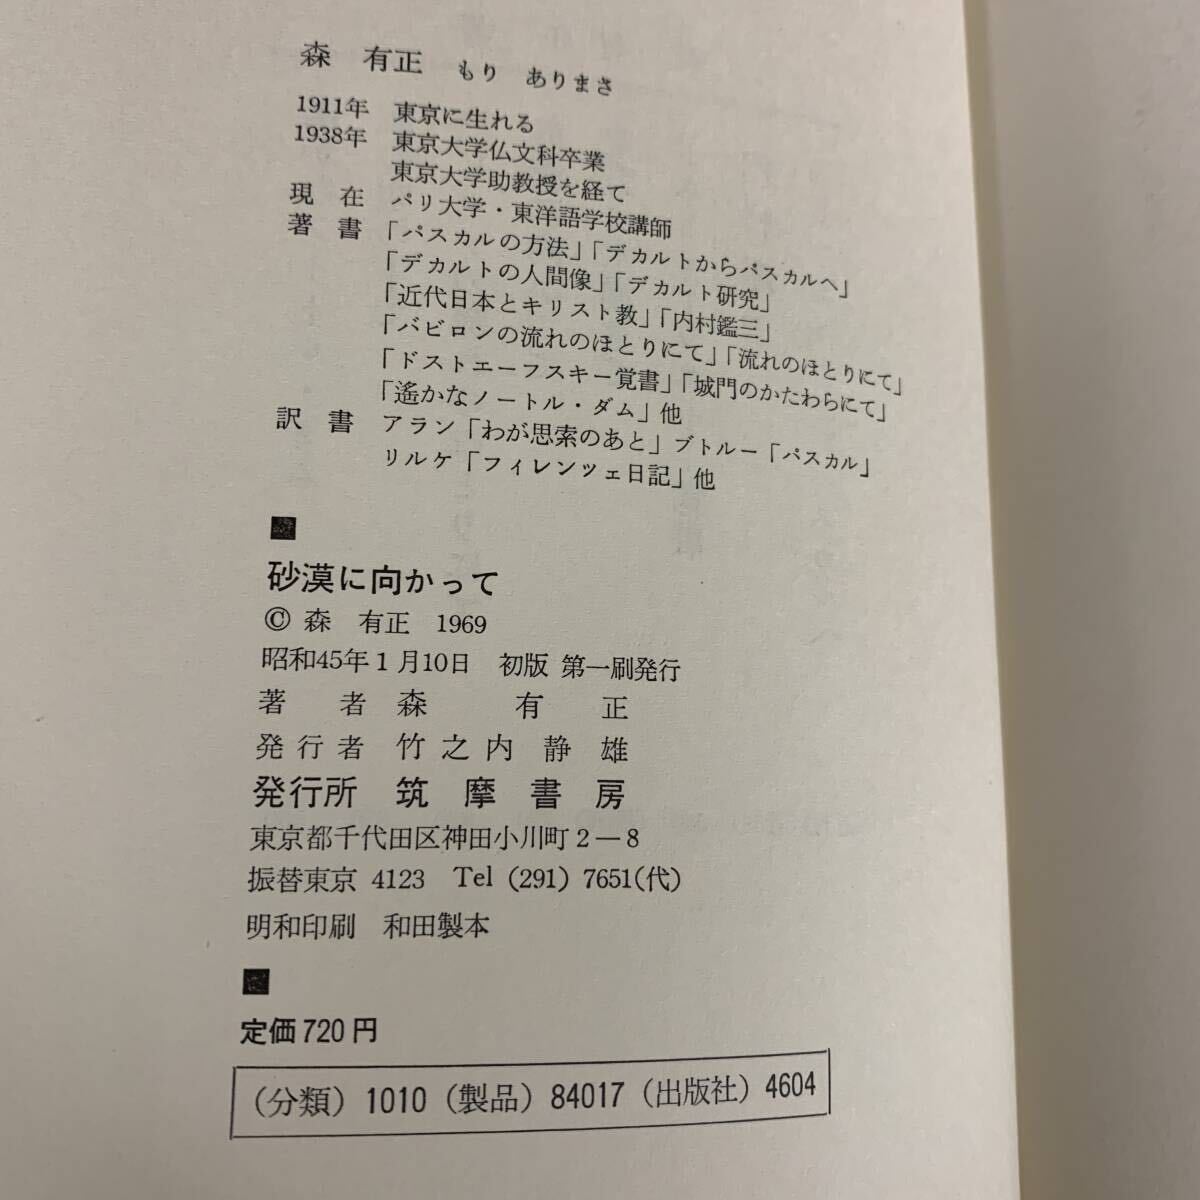 森 有正 もり ありまさ
1911年 東京に生れる
1938年 東京大学仏文科卒業
東京大学助教授を経て
現在 パリ大学・東洋語学校講師
著書 「パスカルの方法」「デカルトからパスカルへ」
「デカルトの人間像」「デカルト研究」
「近代日本とキリスト教」「内村鑑三」
「バビロンの流れのほとりにて」「流れのほとりにて」
「ドストエーフスキー覚書」「城門のかたわらにて」
「遙かなノートル・ダム」他
訳書 アラン「わが思索のあと」ブトルー「パスカル」
リルケ「フィレンツェ日記」他
砂漠に向かって
© 森 有正 1969
昭和45年1月10日 初版 第一刷発行
著者 森 有正
発行者 竹之内静雄
発行所 筑摩書房
東京都千代田区神田小川町2—8
振替東京 4123 Tel (291) 7651(代)
明和印刷 和田製本
定価720円
(分類) 1010 (製品) 84017 (出版社) 4604